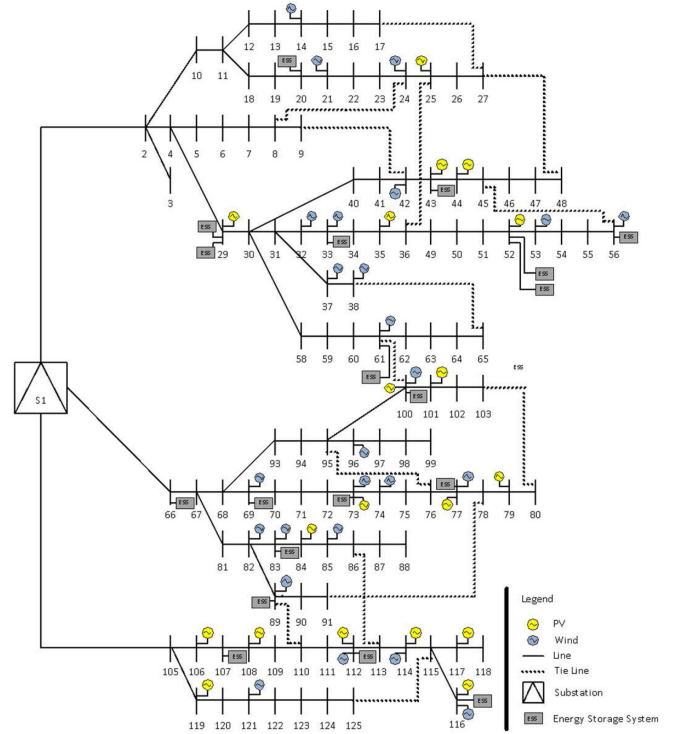 12 13 14 15 16 17
10 11
ESS
18 19 20 21 22 23 24 25 26 27
2 4 5 6 7 8 9
3
40 41 42 43 44 45 46 47 48
ESS
ESS
ESS
29 30 31 32 33 34 35 36 49 50 51 52 53 54 55 56
ESS
ESS
ESS
ESS
37 38
58 59 60 61 62 63 64 65
ESS
ESS
S1
ESS
100 101 102 103
93 94 95 96 97 98 99
66 67 68 69 70 71 72 73 74 75 76 77 78 79 80
ESS
ESS
ESS
ESS
81 82 83 84 85 86 87 88
ESS
ESS
89 90 91
105 106 107 108 109 110 111 112 113 114 115 117 118
ESS
ESS
119 120 121 122 123 124 125
116
ESS
Legend
PV
Wind
Line
Tie Line
Substation
ESS Energy Storage System